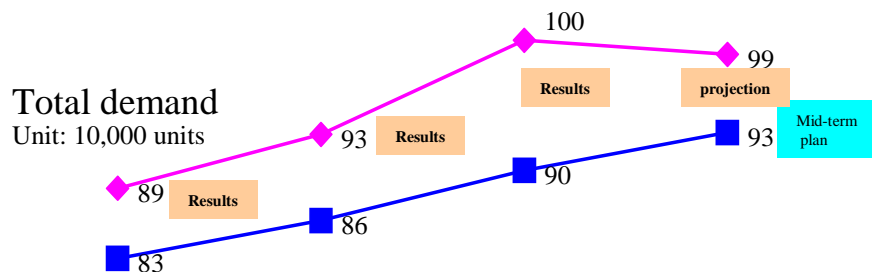 100
99
Total demand
Unit: 10,000 units
Results
projection
93
Results
Mid-term
plan
93
90
89
Results
86
83